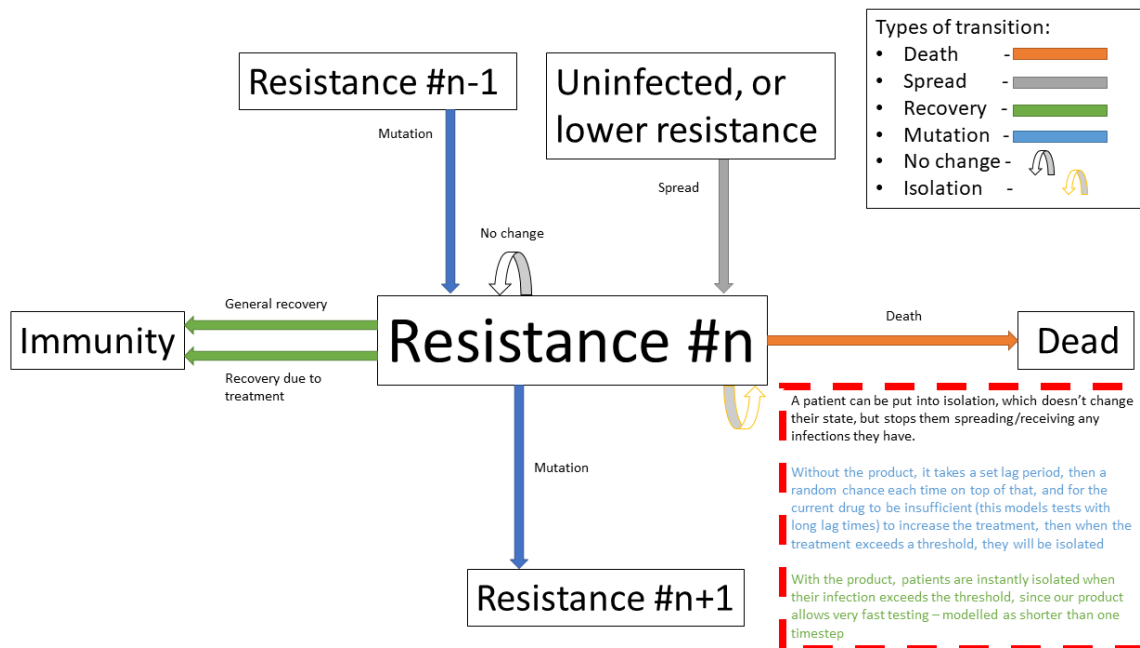 Types of transition:
• Death -
• Spread -
• Recovery -
• Mutation -
• No change -
• Isolation -
Resistance #n-1
Uninfected, or
lower resistance
Mutation
Spread
No change
General recovery
Immunity
Recovery due to
treatment
Resistance #n
Death
Dead
A patient can be put into isolation, which doesn't change
their state, but stops them spreading/receiving any
infections they have.
Without the product, it takes a set lag period, then a
random chance each time on top of that, and for the
current drug to be insufficient (this models tests with
long lag times) to increase the treatment, then when the
treatment exceeds a threshold, they will be isolated
With the product, patients are instantly isolated when
their infection exceeds the threshold, since our product
allows very fast testing – modelled as shorter than one
timestep
Mutation
Resistance #n+1